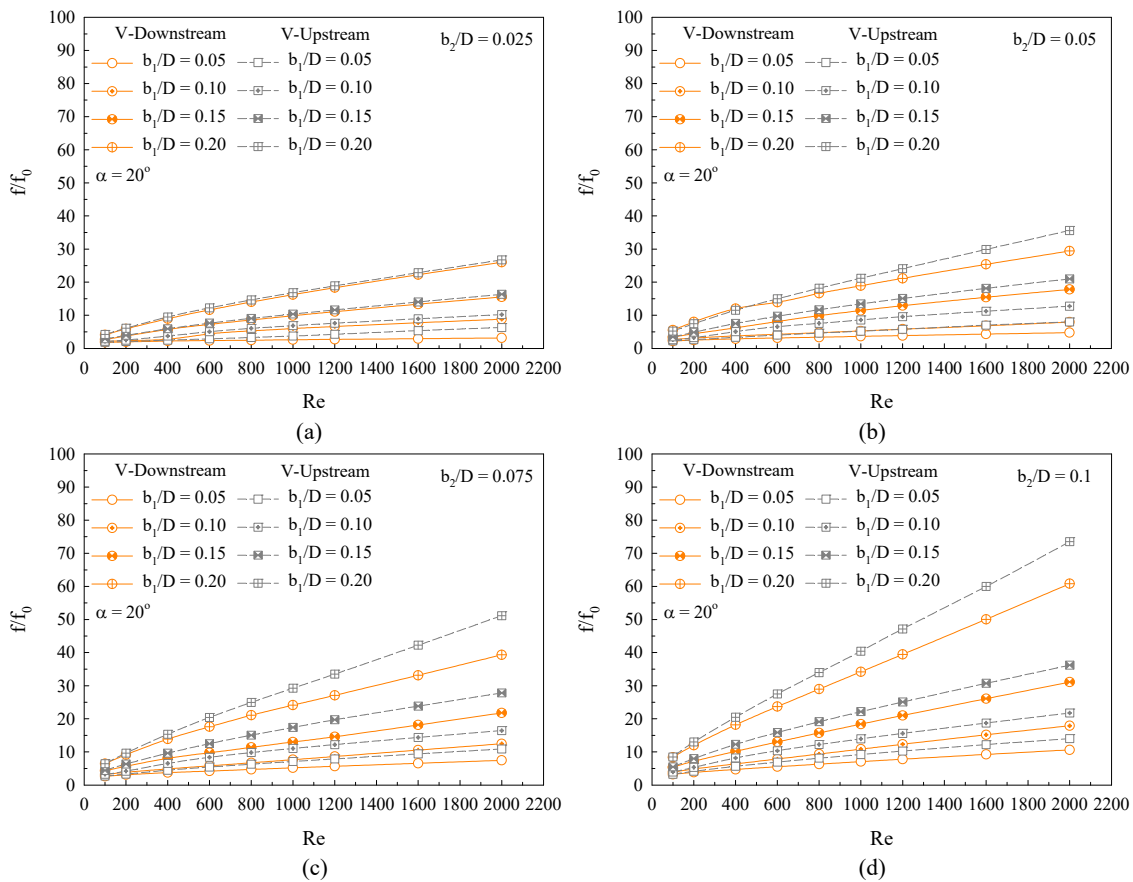 V-Downstream V-Upstream b2/D = 0.025
b1/D = 0.05 b1/D = 0.05
b1/D = 0.10 b1/D = 0.10
b1/D = 0.15 b1/D = 0.15
b1/D = 0.20 b1/D = 0.20
α = 20°
f/f0
100
90
80
70
60
50
40
30
20
10
0
0 200 400 600 800 1000 1200 1400 1600 1800 2000 2200
Re
(a)
V-Downstream V-Upstream b2/D = 0.05
b1/D = 0.05 b1/D = 0.05
b1/D = 0.10 b1/D = 0.10
b1/D = 0.15 b1/D = 0.15
b1/D = 0.20 b1/D = 0.20
α = 20°
f/f0
100
90
80
70
60
50
40
30
20
10
0
0 200 400 600 800 1000 1200 1400 1600 1800 2000 2200
Re
(b)
V-Downstream V-Upstream b2/D = 0.075
b1/D = 0.05 b1/D = 0.05
b1/D = 0.10 b1/D = 0.10
b1/D = 0.15 b1/D = 0.15
b1/D = 0.20 b1/D = 0.20
α = 20°
f/f0
100
90
80
70
60
50
40
30
20
10
0
0 200 400 600 800 1000 1200 1400 1600 1800 2000 2200
Re
(c)
V-Downstream V-Upstream b2/D = 0.1
b1/D = 0.05 b1/D = 0.05
b1/D = 0.10 b1/D = 0.10
b1/D = 0.15 b1/D = 0.15
b1/D = 0.20 b1/D = 0.20
α = 20°
f/f0
100
90
80
70
60
50
40
30
20
10
0
0 200 400 600 800 1000 1200 1400 1600 1800 2000 2200
Re
(d)